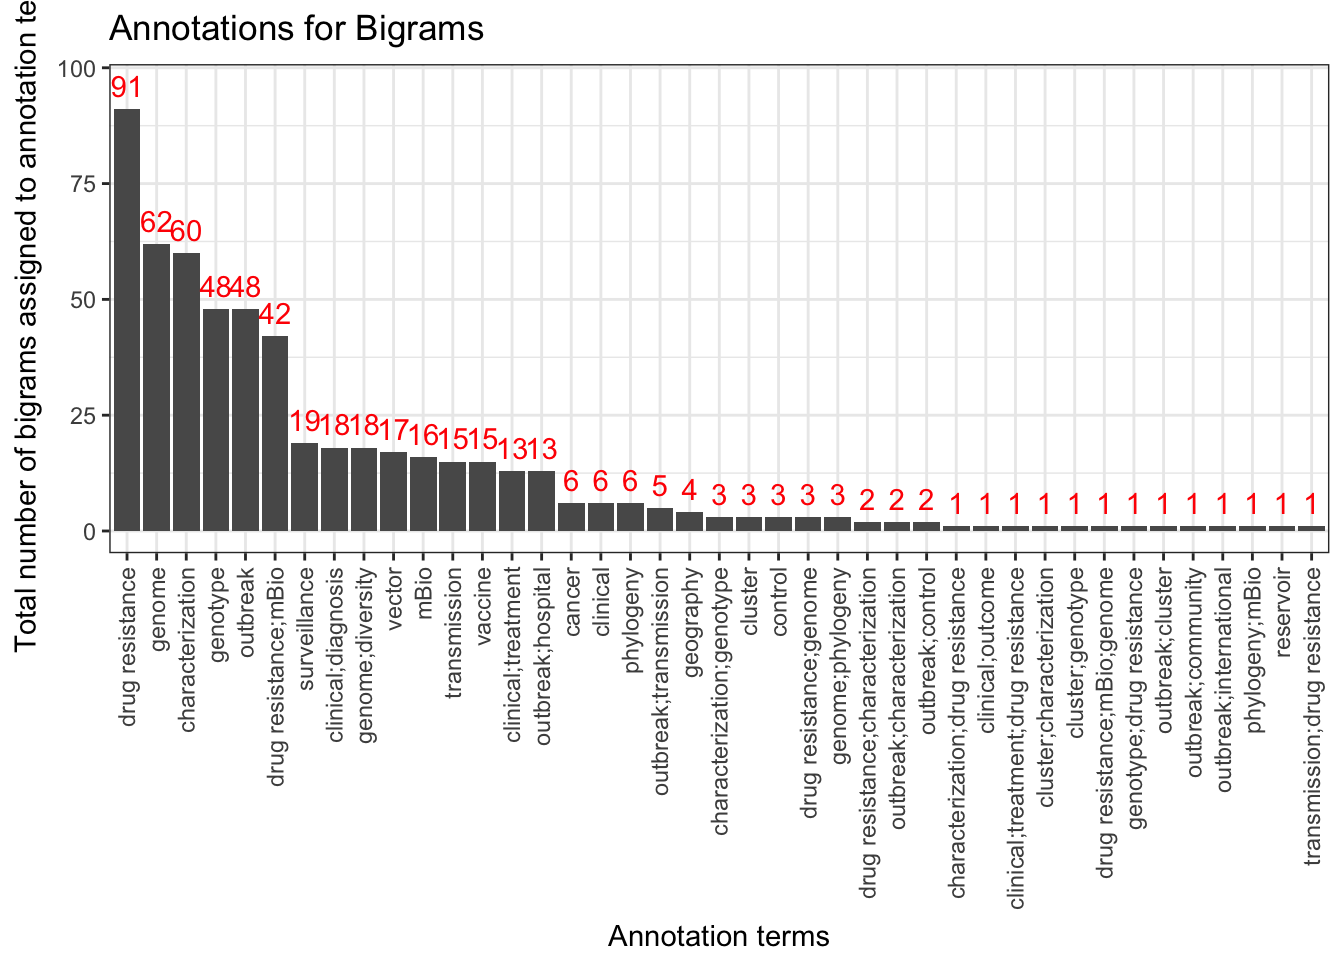 Annotations for Bigrams
Total number of bigrams assigned to annotation te
100
75
50
25
0
91
62
60
48
48
42
19
18
18
17
16
15
15
13
13
6
6
6
5
4
3
3
3
3
3
2
2
2
1
1
1
1
1
1
1
1
1
1
1
1
1
drug resistance
genome
characterization
genotype
outbreak
drug resistance;mBio
surveillance
clinical;diagnosis
genome;diversity
vector
mBio
transmission
vaccine
clinical;treatment
outbreak;hospital
cancer
clinical
phylogeny
outbreak;transmission
geography
characterization;genotype
cluster
control
drug resistance;genome
genome;phylogeny
drug resistance;characterization
outbreak;characterization
outbreak;control
characterization;drug resistance
clinical;outcome
clinical;treatment;drug resistance
cluster;characterization
cluster;genotype
drug resistance;mBio;genome
genotype;drug resistance
outbreak;cluster
outbreak;community
outbreak;international
phylogeny;mBio
reservoir
transmission;drug resistance
Annotation terms